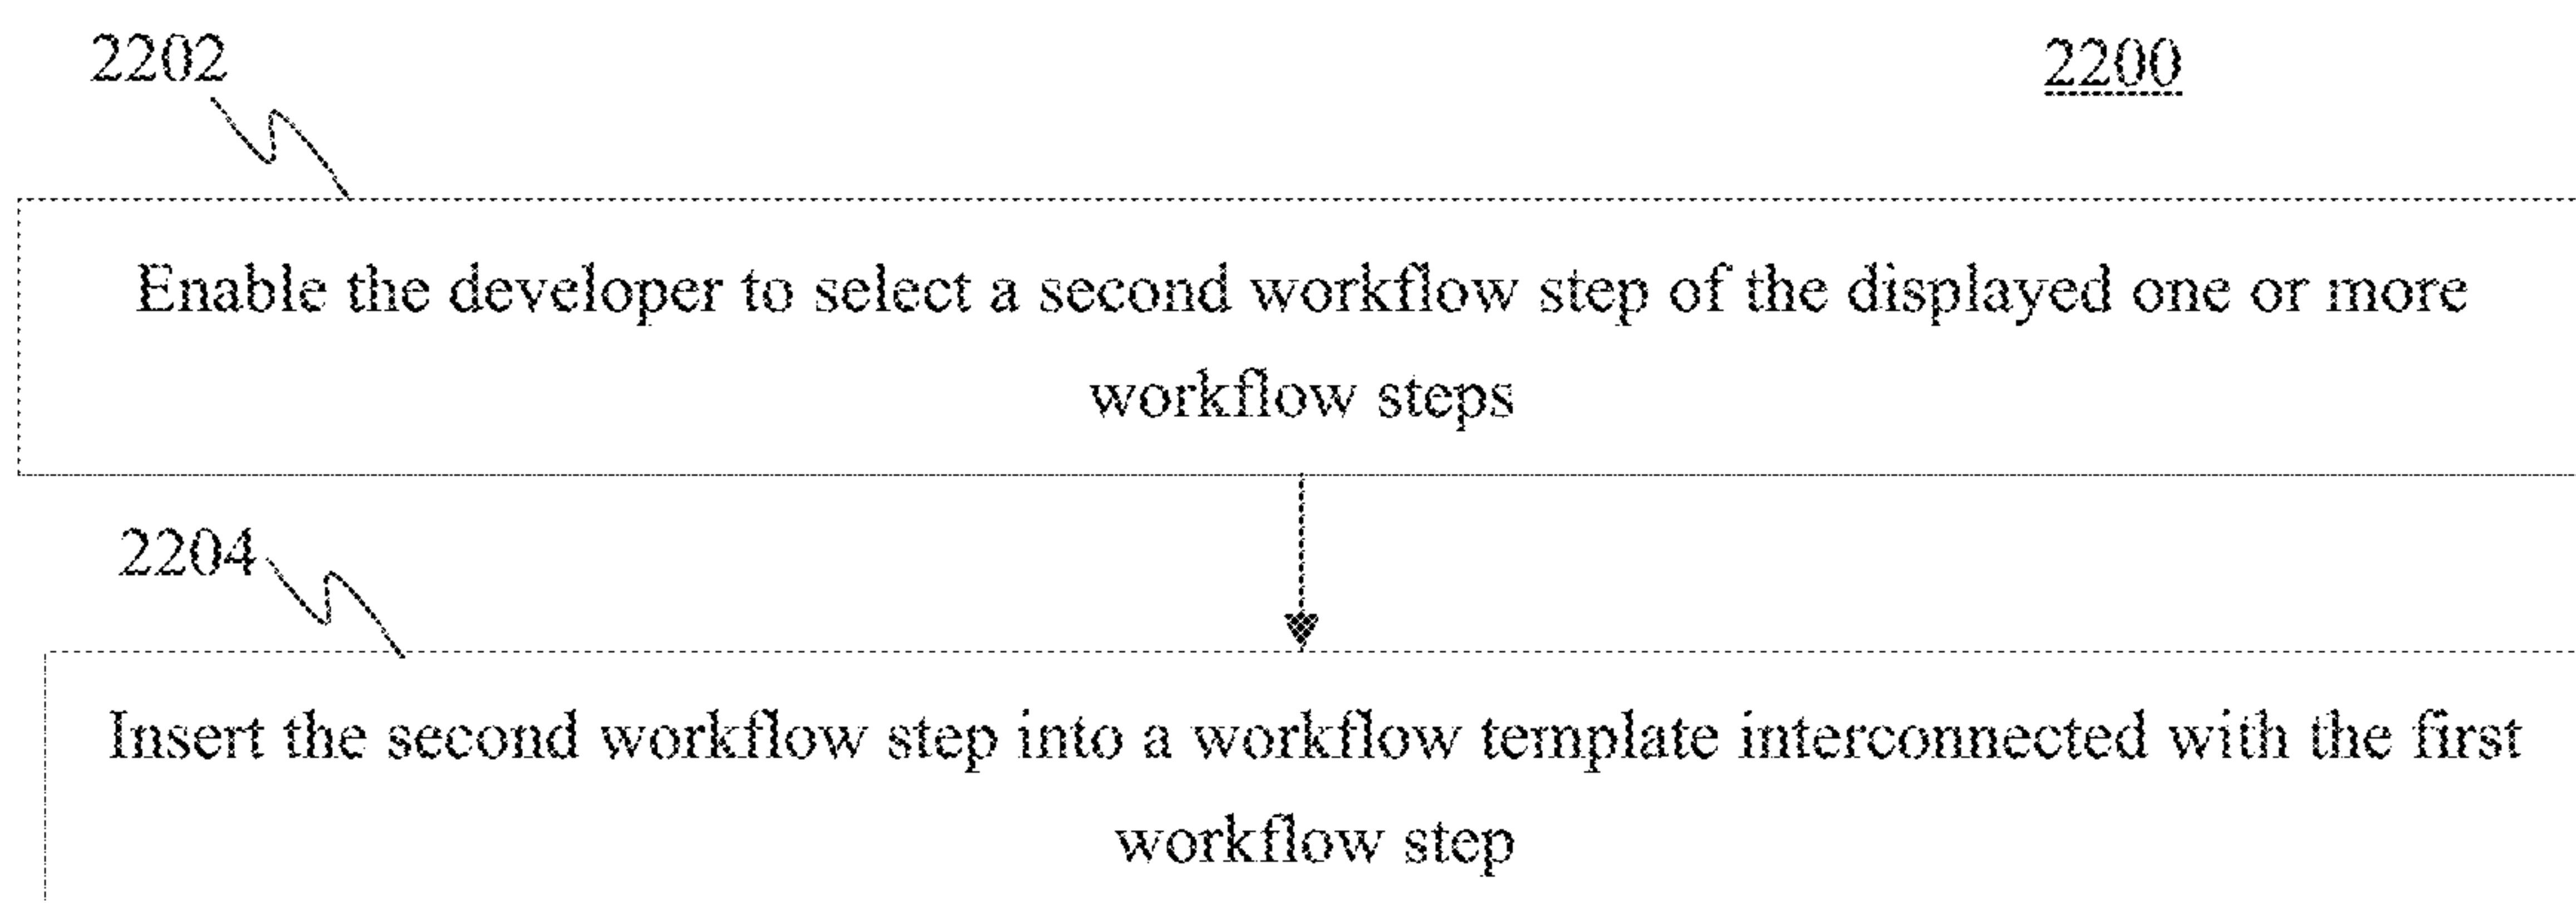 2202
2200
Enable the developer to select a second workflow step of the displayed one or more
workflow steps
2204
Insert the second workflow step into a workflow template interconnected with the first
workflow step